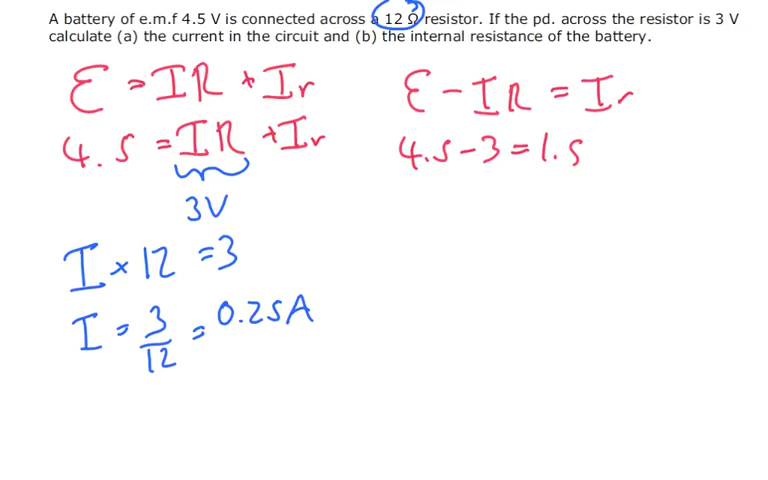 A battery of e.m.f 4.5 V is connected across a 12 Ω resistor. If the pd. across the resistor is 3 V
calculate (a) the current in the circuit and (b) the internal resistance of the battery.
ε = IR + Ir
4.5 = IR + Ir
3V
I × 12 = 3
I = 3/12 = 0.25A
ε - IR = Ir
4.5 - 3 = 1.5